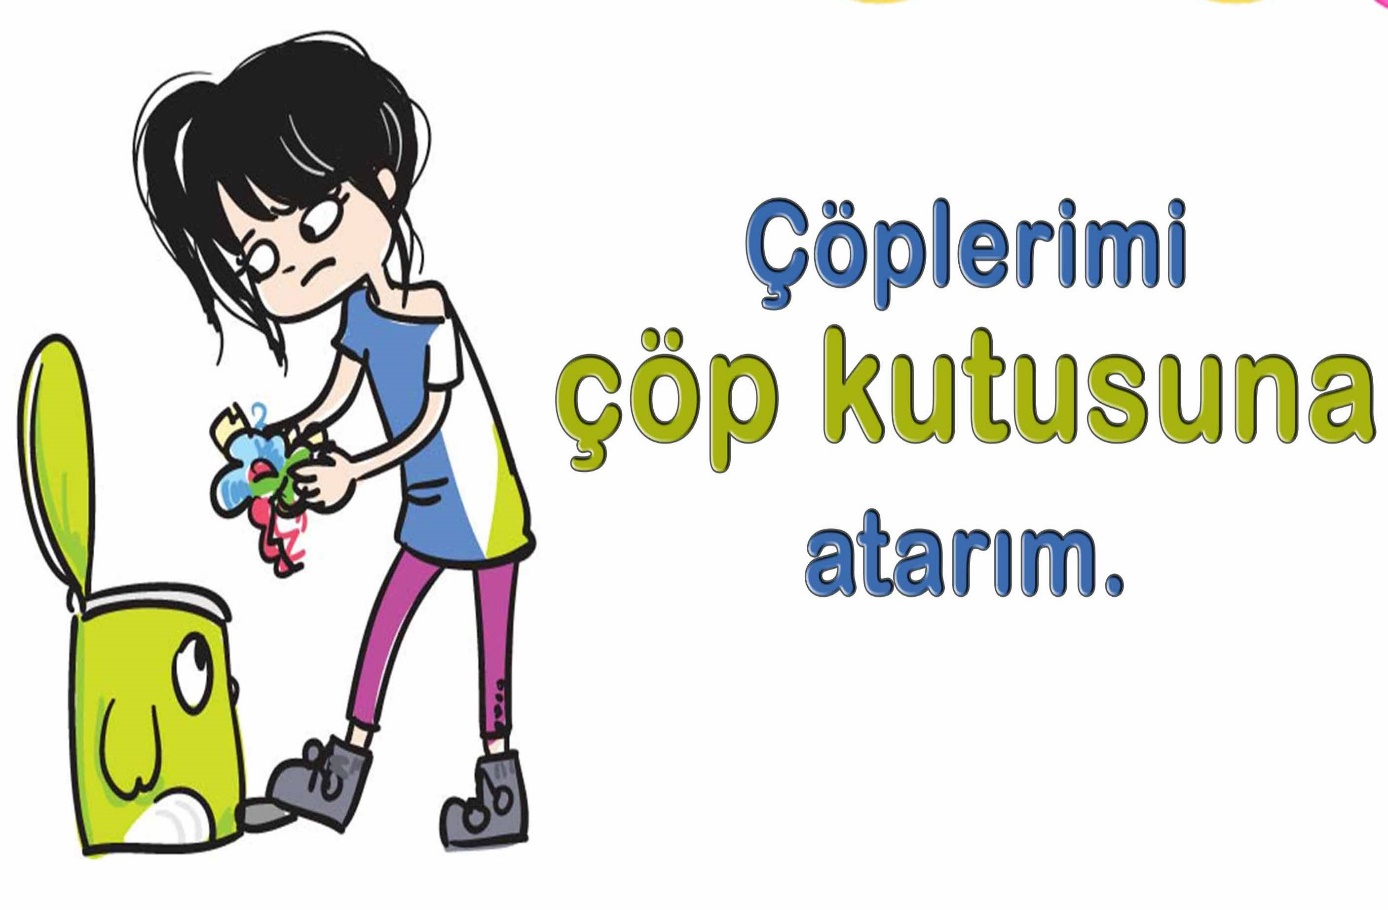 Çöplerimi
çöp kutusuna
atarım.